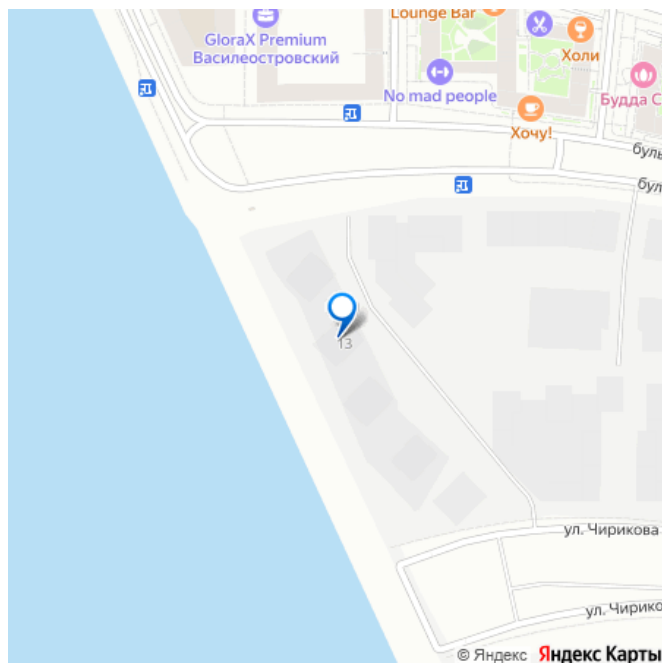 Lounge Bar
GloraX Premium
Василеостровский
Холи
No mad people
Будда С
Хочу!
буль
бул
13
ул. Чирикова
ул. Чирико
© Яндекс Яндекс Карты